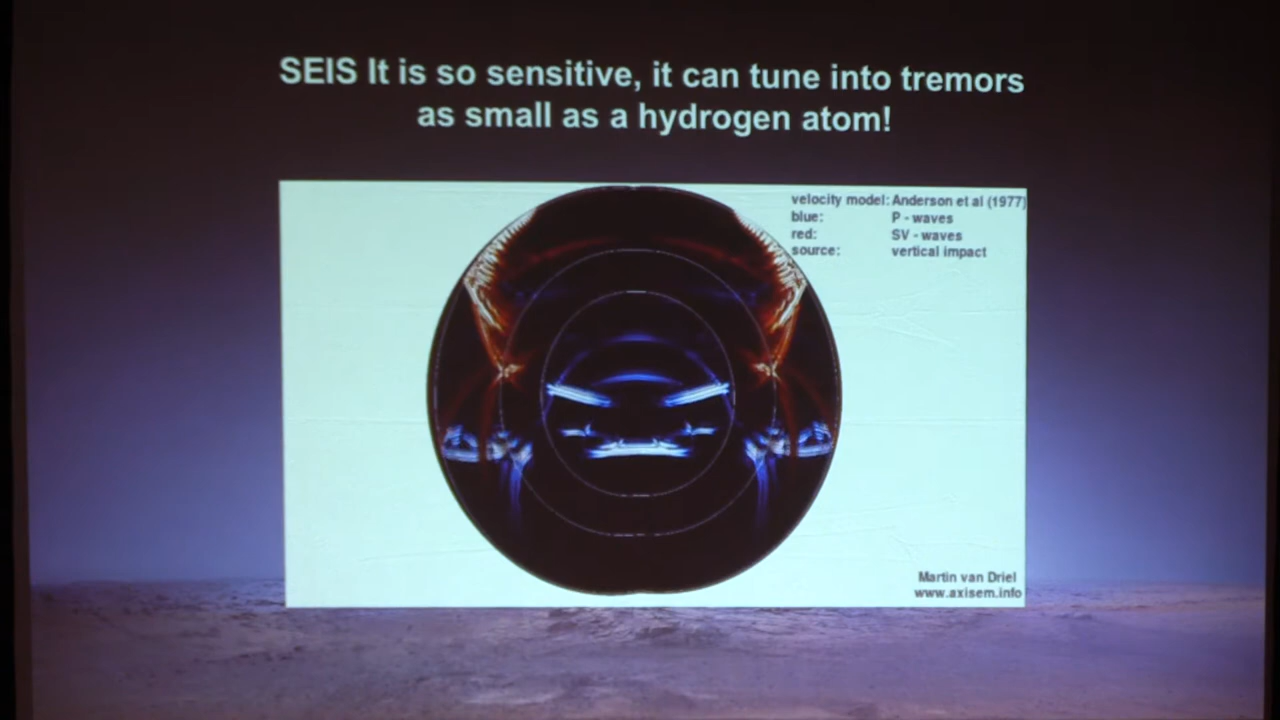 SEIS It is so sensitive, it can tune into tremors
as small as a hydrogen atom!
velocity model: Anderson et al (1977)
blue: P - waves
red: SV - waves
source: vertical impact
Martin van Driel
www.axisem.info